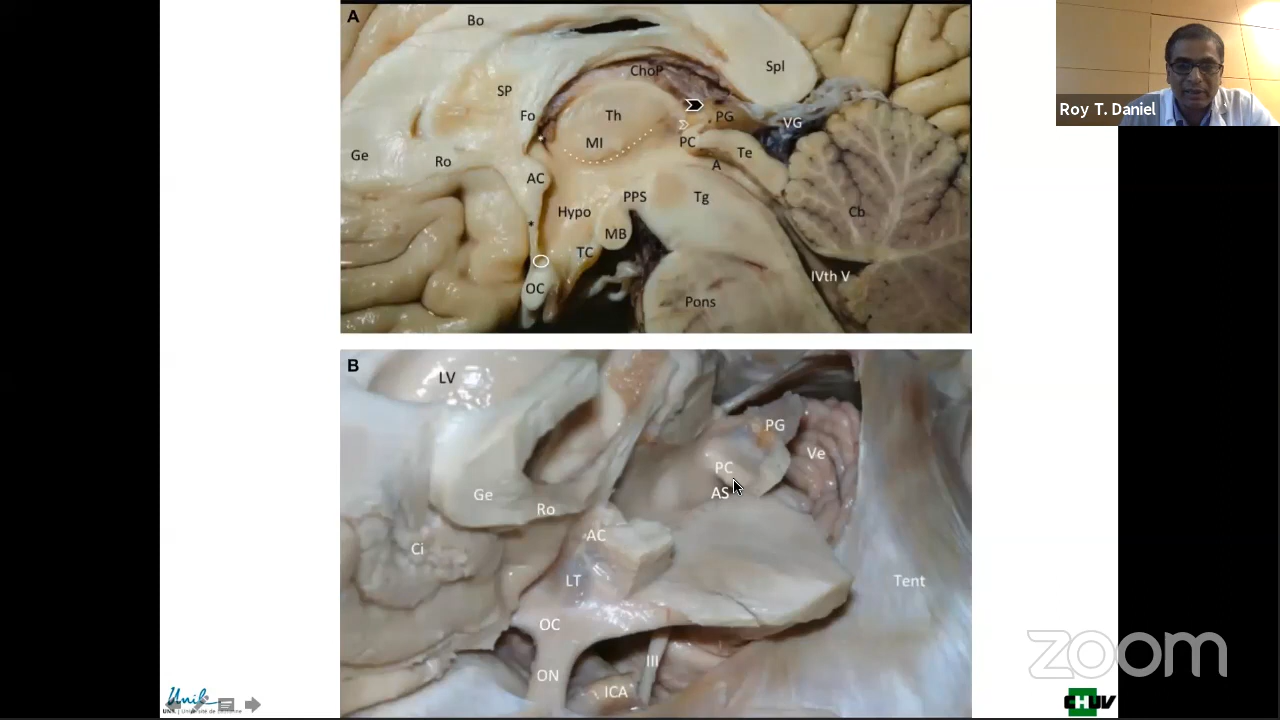 A
Bo
Spl
ChoP
SP
Fo
Th
PG
VG
MI
PC
Te
Ge
Ro
A
AC
PPS
Tg
Hypo
Cb
MB
TC
IVth V
OC
Pons
B
LV
PG
Ve
PC
AS
Ge
Ro
AC
Ci
LT
Tent
OC
III
ON
ICA
Roy T. Daniel
zoom
Unil
CHUV